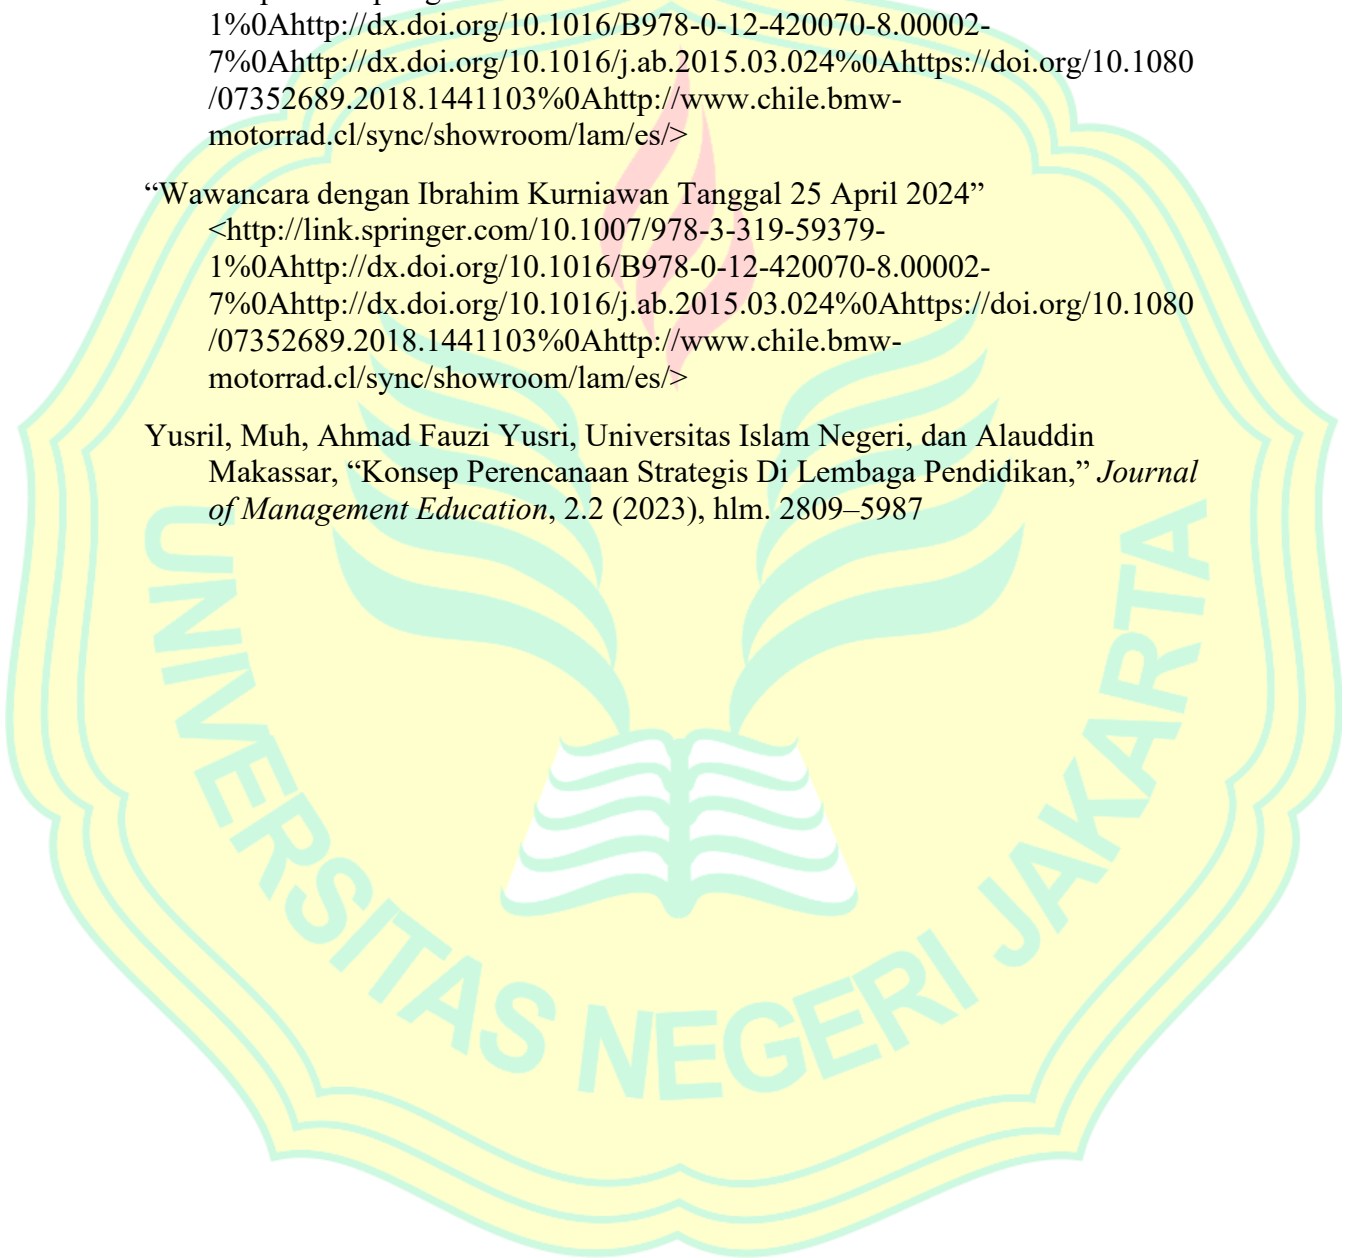 1%0Ahttp://dx.doi.org/10.1016/B978-0-12-420070-8.00002-
7%0Ahttp://dx.doi.org/10.1016/j.ab.2015.03.024%0Ahttps://doi.org/10.1080
/07352689.2018.1441103%0Ahttp://www.chile.bmw-
motorrad.cl/sync/showroom/lam/es/>
“Wawancara dengan Ibrahim Kurniawan Tanggal 25 April 2024”
<http://link.springer.com/10.1007/978-3-319-59379-
1%0Ahttp://dx.doi.org/10.1016/B978-0-12-420070-8.00002-
7%0Ahttp://dx.doi.org/10.1016/j.ab.2015.03.024%0Ahttps://doi.org/10.1080
/07352689.2018.1441103%0Ahttp://www.chile.bmw-
motorrad.cl/sync/showroom/lam/es/>
Yusril, Muh, Ahmad Fauzi Yusri, Universitas Islam Negeri, dan Alauddin
Makassar, “Konsep Perencanaan Strategis Di Lembaga Pendidikan,” Journal
of Management Education, 2.2 (2023), hlm. 2809–5987
UNIVERSITAS NEGERI JAKARTA